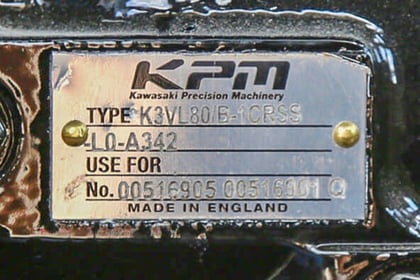 KPM
Kawasaki Precision Machinery
TYPE K3VL80/B-1CRSS
-L0-A342
USE FOR
No. 00516905 00516901 Q
MADE IN ENGLAND